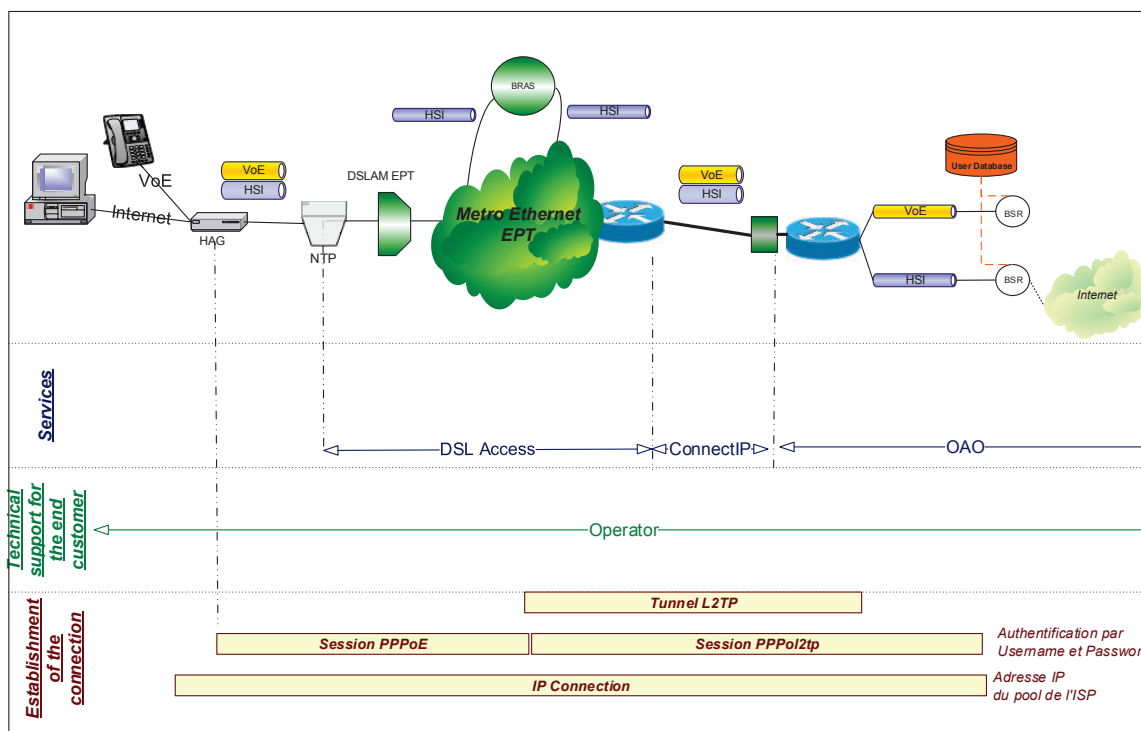 BRAS
HSI
HSI
VoE
Internet
VoE
HSI
DSLAM EPT
HAG
NTP
Metro Ethernet
EPT
VoE
HSI
User Database
VoE
BSR
HSI
BSR
Internet
Services
DSL Access
ConnectIP
OAO
Technical
support for
the end
customer
Operator
Establishment
of the
connection
Tunnel L2TP
Session PPPoE
Session PPPol2tp
Authentification par
Username et Passwor
IP Connection
Adresse IP
du pool de l'ISP